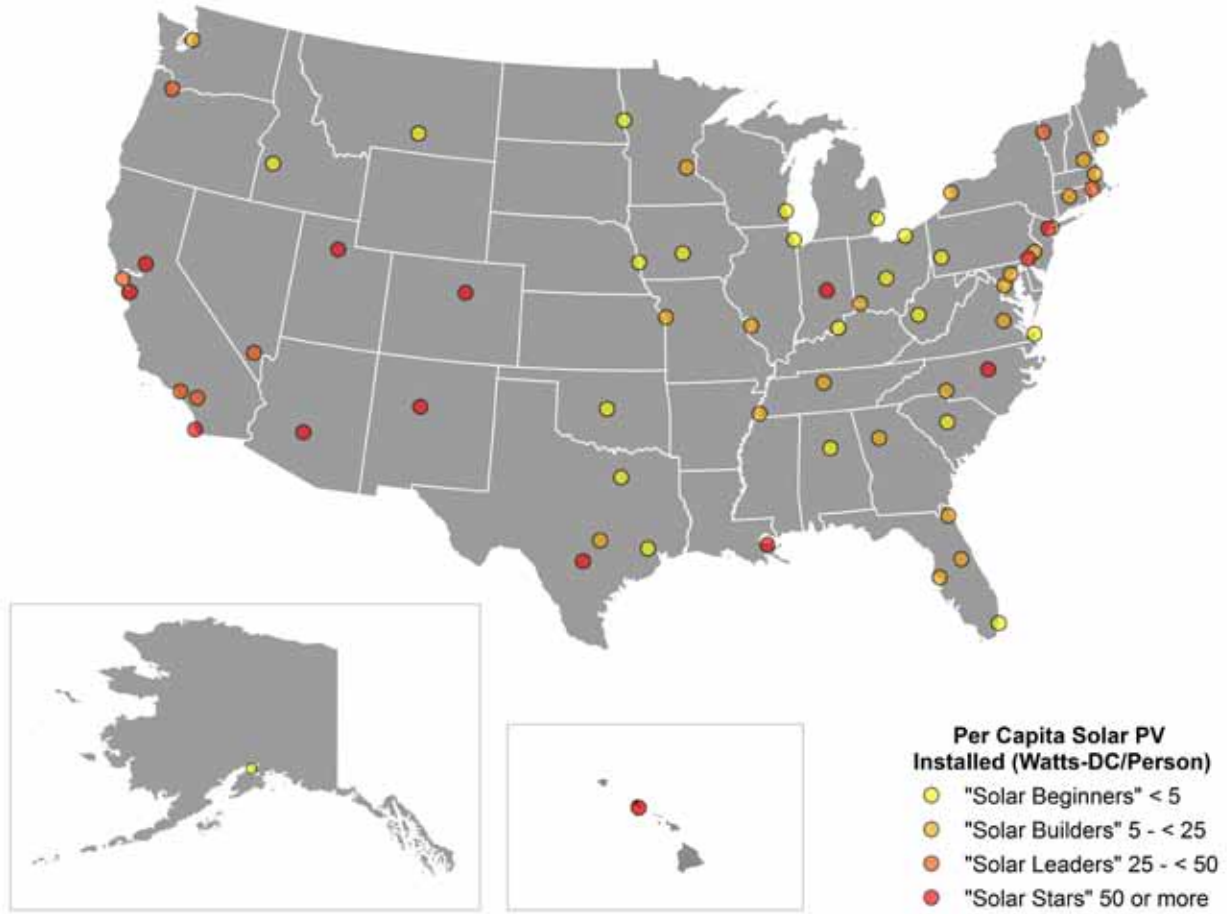 Per Capita Solar PV
Installed (Watts-DC/Person)
"Solar Beginners" < 5
"Solar Builders" 5 - < 25
"Solar Leaders" 25 - < 50
"Solar Stars" 50 or more